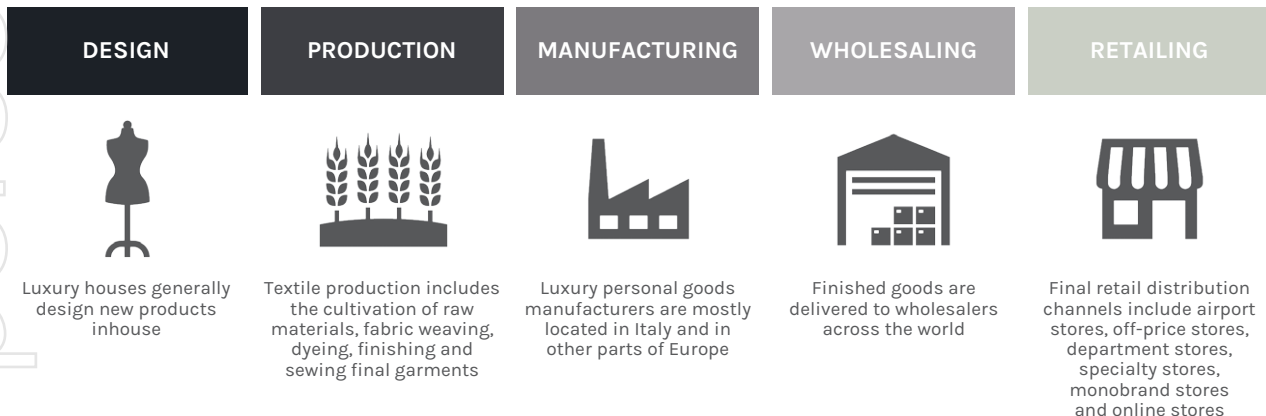 DESIGN
PRODUCTION
MANUFACTURING
WHOLESALING
RETAILING
Luxury houses generally
design new products
inhouse
Textile production includes
the cultivation of raw
materials, fabric weaving,
dyeing, finishing and
sewing final garments
Luxury personal goods
manufacturers are mostly
located in Italy and in
other parts of Europe
Finished goods are
delivered to wholesalers
across the world
Final retail distribution
channels include airport
stores, off-price stores,
department stores,
specialty stores,
monobrand stores
and online stores